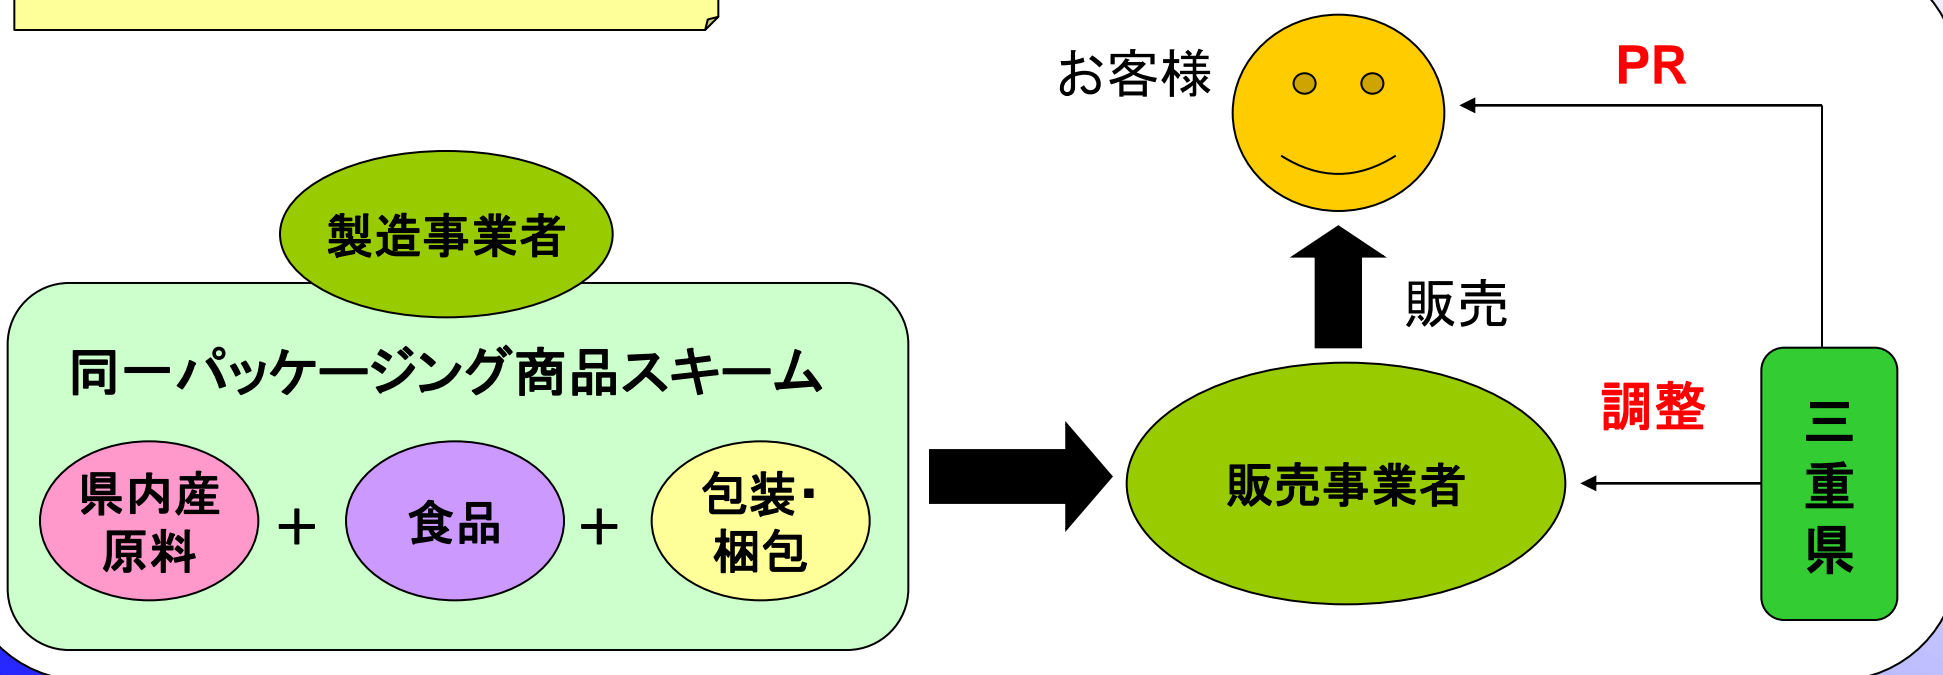 お客様
PR
製造事業者
販売
同一パッケージング商品スキーム
調整
県内産
原料
+
食品
+
包装・
梱包
販売事業者
三重県